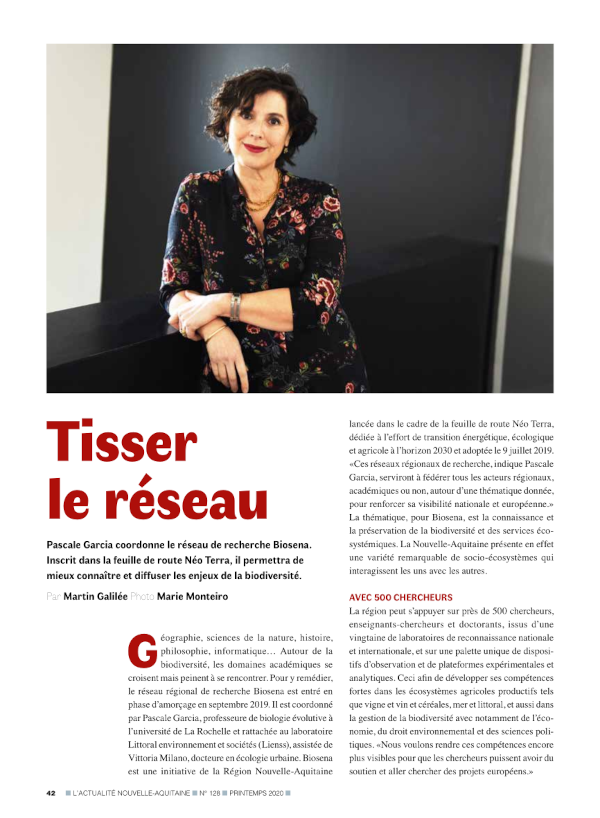 Tisser
le réseau
Pascale Garcia coordonne le réseau de recherche Biosena.
Inscrit dans la feuille de route Néo Terra, il permettra de
mieux connaître et diffuser les enjeux de la biodiversité.
Par Martin Galilée Photo Marie Monteiro
Géographie, sciences de la nature, histoire,
philosophie, informatique… Autour de la
biodiversité, les domaines académiques se
croisent mais peinent à se rencontrer. Pour y remédier,
le réseau régional de recherche Biosena est entré en
phase d'amorçage en septembre 2019. Il est coordonné
par Pascale Garcia, professeure de biologie évolutive à
l'université de La Rochelle et rattachée au laboratoire
Littoral environnement et sociétés (Lienss), assistée de
Vittoria Milano, docteure en écologie urbaine. Biosena
est une initiative de la Région Nouvelle-Aquitaine
lancée dans le cadre de la feuille de route Néo Terra,
dédiée à l'effort de transition énergétique, écologique
et agricole à l'horizon 2030 et adoptée le 9 juillet 2019.
«Ces réseaux régionaux de recherche, indique Pascale
Garcia, serviront à fédérer tous les acteurs régionaux,
académiques ou non, autour d'une thématique donnée,
pour renforcer sa visibilité nationale et européenne.»
La thématique, pour Biosena, est la connaissance et
la préservation de la biodiversité et des services éco-
systémiques. La Nouvelle-Aquitaine présente en effet
une variété remarquable de socio-écosystèmes qui
interagissent les uns avec les autres.
AVEC 500 CHERCHEURS
La région peut s'appuyer sur près de 500 chercheurs,
enseignants-chercheurs et doctorants, issus d'une
vingtaine de laboratoires de reconnaissance nationale
et internationale, et sur une palette unique de disposi-
tifs d'observation et de plateformes expérimentales et
analytiques. Ceci afin de développer ses compétences
fortes dans les écosystèmes agricoles productifs tels
que vigne et vin et céréales, mer et littoral, et aussi dans
la gestion de la biodiversité avec notamment de l'éco-
nomie, du droit environnemental et des sciences poli-
tiques. «Nous voulons rendre ces compétences encore
plus visibles pour que les chercheurs puissent avoir du
soutien et aller chercher des projets européens.»
42 ■ L'ACTUALITÉ NOUVELLE-AQUITAINE ■ N° 128 ■ PRINTEMPS 2020 ■